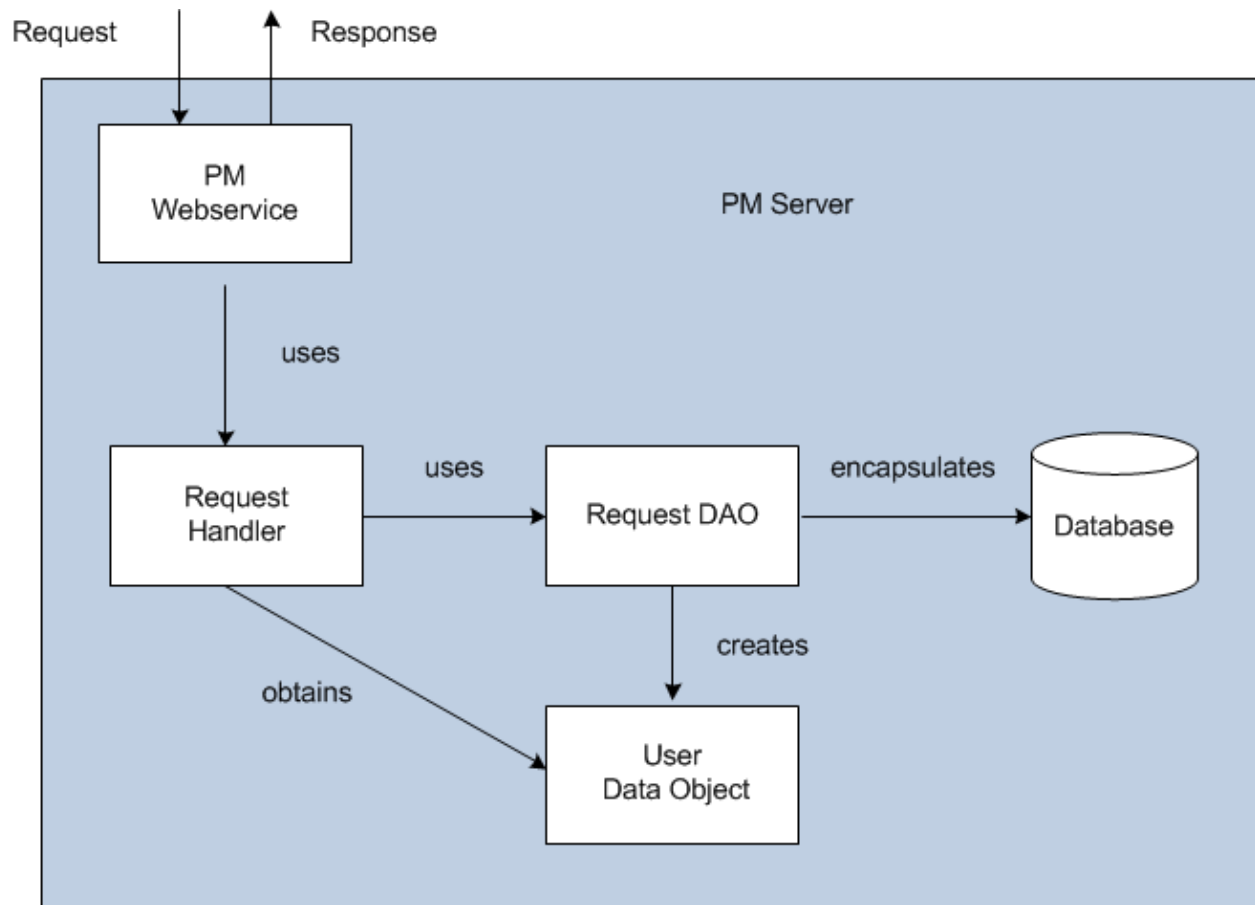 Request
Response
PM
Webservice
PM Server
uses
Request
Handler
uses
Request DAO
encapsulates
Database
obtains
creates
User
Data Object